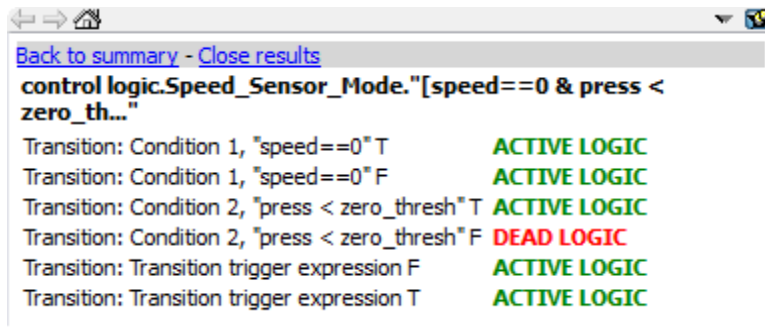 Back to summary - Close results
control logic.Speed_Sensor_Mode."[speed==0 & press <
zero_th..."
Transition: Condition 1, "speed==0" T ACTIVE LOGIC
Transition: Condition 1, "speed==0" F ACTIVE LOGIC
Transition: Condition 2, "press < zero_thresh" T ACTIVE LOGIC
Transition: Condition 2, "press < zero_thresh" F DEAD LOGIC
Transition: Transition trigger expression F ACTIVE LOGIC
Transition: Transition trigger expression T ACTIVE LOGIC